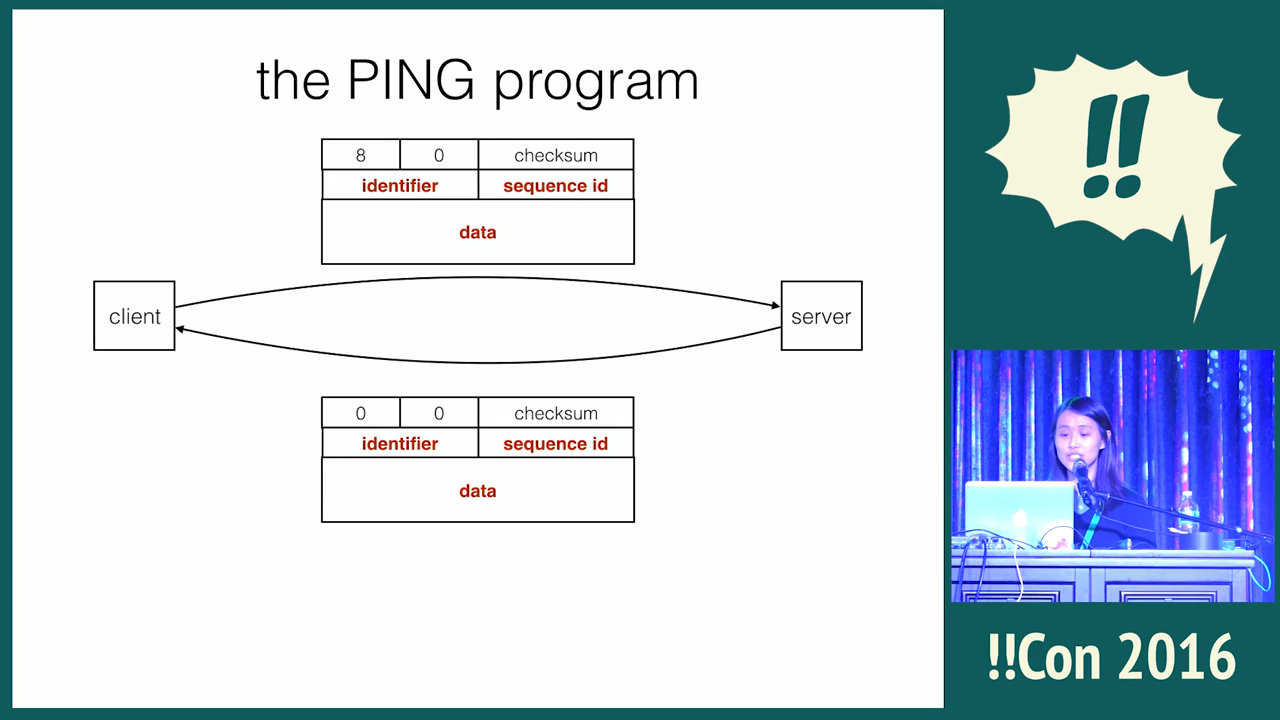 the PING program
8 0 checksum
identifier sequence id
data
client server
0 0 checksum
identifier sequence id
data
!!
!!Con 2016